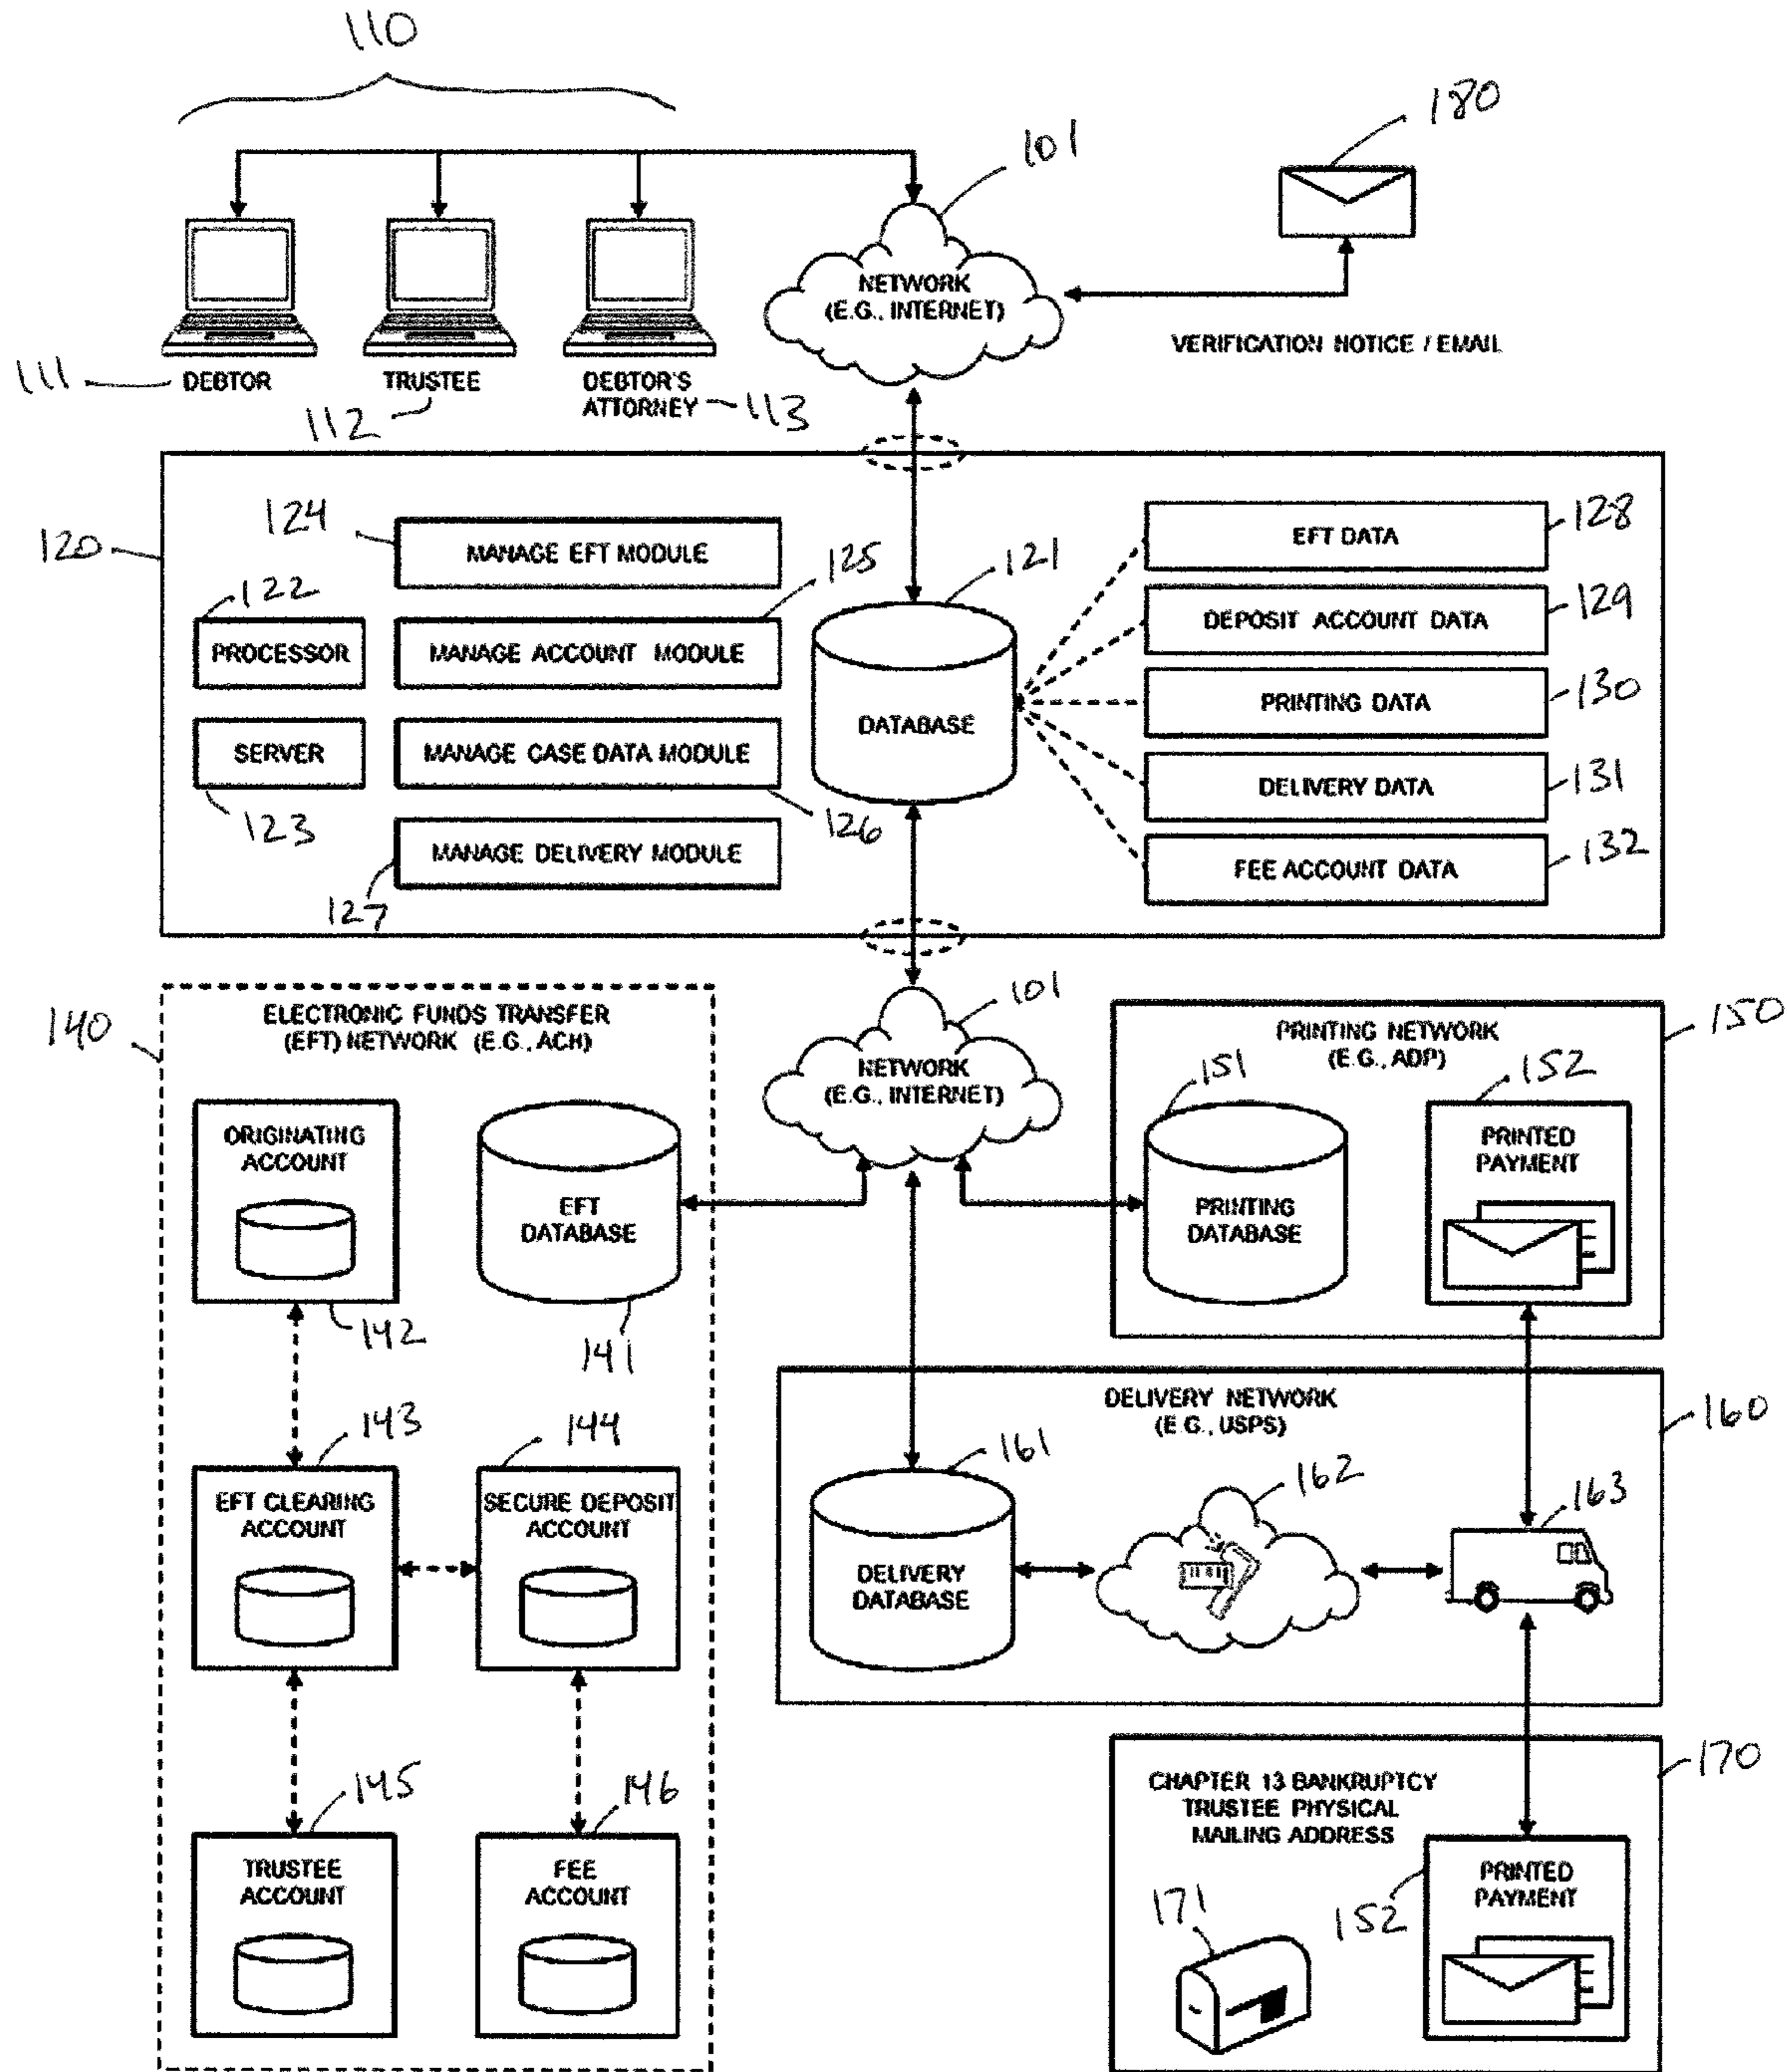 110
180
101
NETWORK
(E.G., INTERNET)
VERIFICATION NOTICE / EMAIL
111
DEBTOR
TRUSTEE
DEBTOR'S
ATTORNEY
112
113
120
124
MANAGE EFT MODULE
122
PROCESSOR
125
MANAGE ACCOUNT MODULE
SERVER
123
MANAGE CASE DATA MODULE
126
MANAGE DELIVERY MODULE
127
121
DATABASE
EFT DATA
128
DEPOSIT ACCOUNT DATA
129
PRINTING DATA
130
DELIVERY DATA
131
FEE ACCOUNT DATA
132
101
NETWORK
(E.G., INTERNET)
140
ELECTRONIC FUNDS TRANSFER
(EFT) NETWORK (E.G., ACH)
ORIGINATING
ACCOUNT
142
EFT
DATABASE
141
143
EFT CLEARING
ACCOUNT
144
SECURE DEPOSIT
ACCOUNT
145
TRUSTEE
ACCOUNT
146
FEE
ACCOUNT
PRINTING NETWORK
(E.G., ADP)
150
151
PRINTING
DATABASE
152
PRINTED
PAYMENT
DELIVERY NETWORK
(E.G., USPS)
160
161
DELIVERY
DATABASE
162
163
170
CHAPTER 13 BANKRUPTCY
TRUSTEE PHYSICAL
MAILING ADDRESS
171
152
PRINTED
PAYMENT